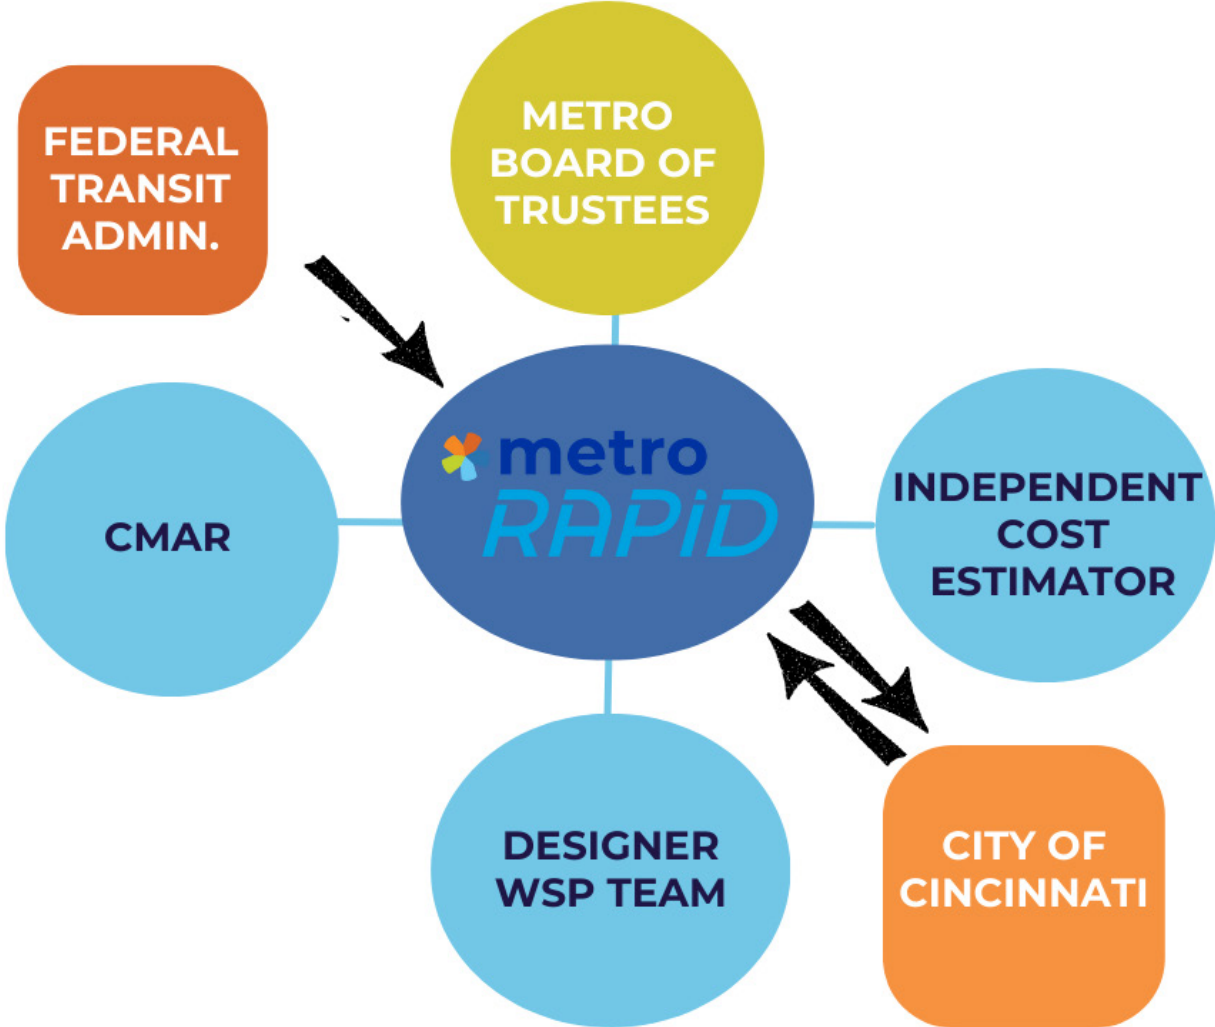 FEDERAL
TRANSIT
ADMIN.
METRO
BOARD OF
TRUSTEES
CMAR
metro
RAPiD
INDEPENDENT
COST
ESTIMATOR
DESIGNER
WSP TEAM
CITY OF
CINCINNATI